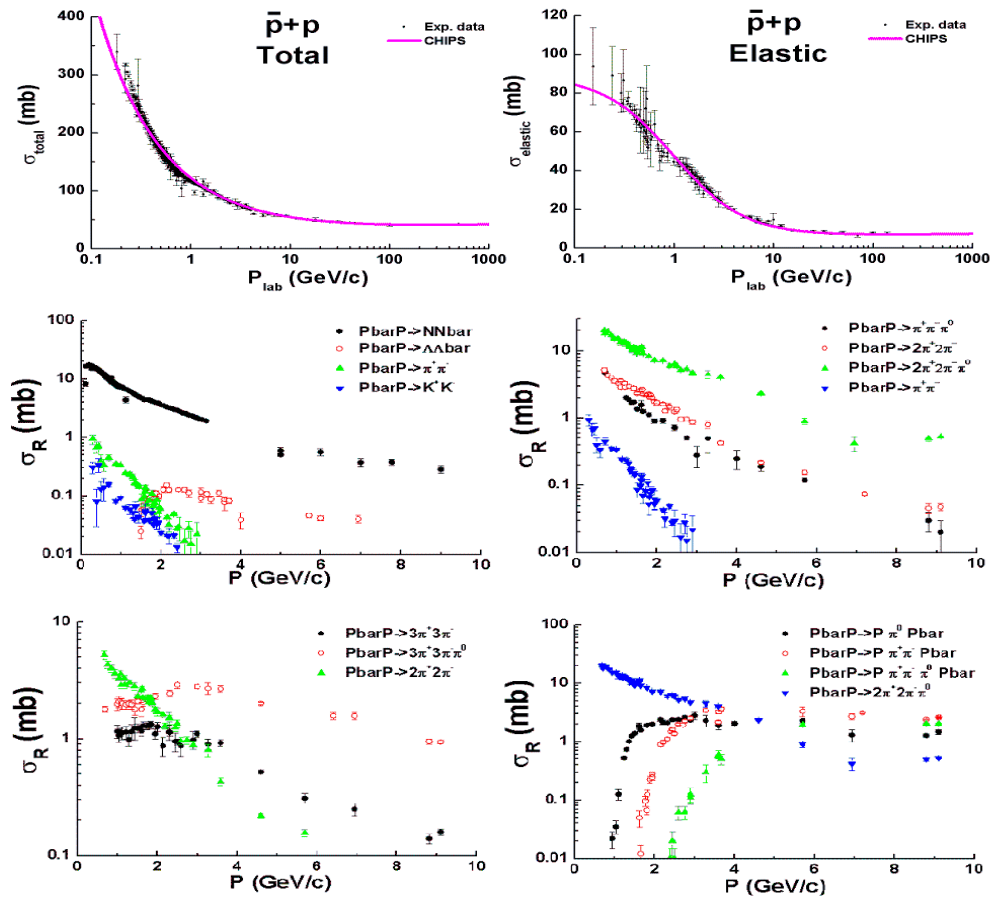 p̄+p
Total
Exp. data
CHIPS
σtotal (mb)
400
300
200
100
0
0.1 1 10 100 1000
Plab (GeV/c)
p̄+p
Elastic
Exp. data
CHIPS
σelastic (mb)
120
100
80
60
40
20
0
0.1 1 10 100 1000
Plab (GeV/c)
PbarP->NNbar
PbarP->ΛΛbar
PbarP->π+π-
PbarP->K+K-
σR (mb)
100
10
1
0.1
0.01
0 2 4 6 8 10
P (GeV/c)
PbarP->π+π-π0
PbarP->2π+2π-
PbarP->2π+2π-π0
PbarP->π+π-
σR (mb)
10
1
0.1
0.01
0 2 4 6 8 10
P (GeV/c)
PbarP->3π+3π-
PbarP->3π+3π-π0
PbarP->2π+2π-
σR (mb)
10
1
0.1
0 2 4 6 8 10
P (GeV/c)
PbarP->P π0 Pbar
PbarP->P π+π- Pbar
PbarP->P π+π-π0 Pbar
PbarP->2π+2π-π0
σR (mb)
100
10
1
0.1
0.01
0 2 4 6 8 10
P (GeV/c)